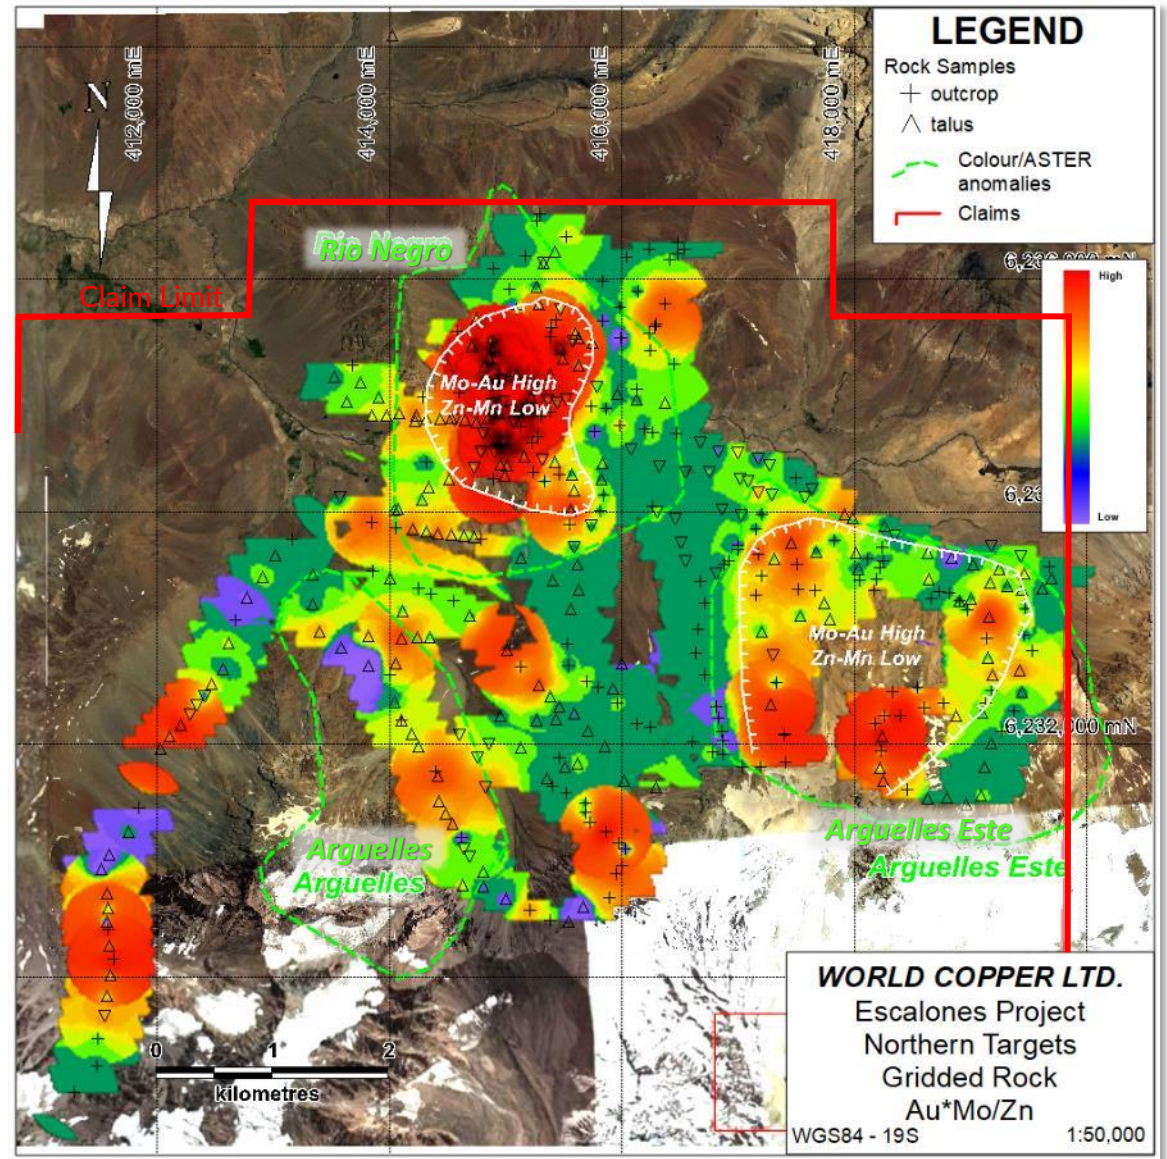 LEGEND
Rock Samples
outcrop
talus
Colour/ASTER
anomalies
Claims
N
412,000 mE
414,000 mE
416,000 mE
418,000 mE
Rio Negro
Claim Limit
High
Low
Mo-Au High
Zn-Mn Low
Mo-Au High
Zn-Mn Low
6,232,000 mN
Arguelles
Arguelles
Arguelles Este
Arguelles Este
0 1 2
kilometres
WORLD COPPER LTD.
Escalones Project
Northern Targets
Gridded Rock
Au*Mo/Zn
WGS84 - 19S 1:50,000